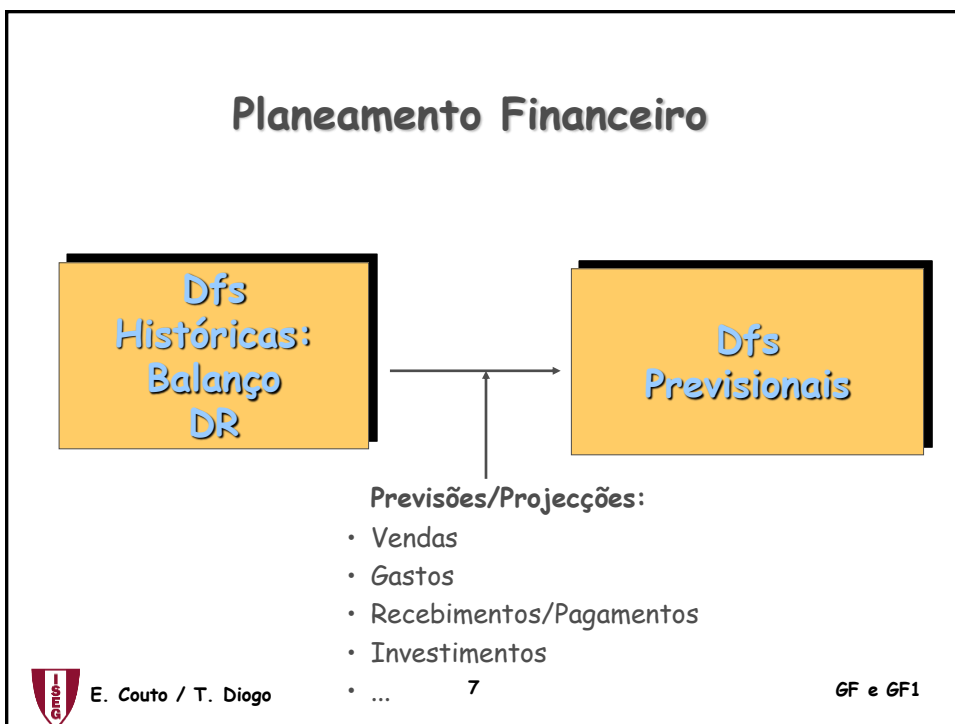 Planeamento Financeiro
Dfs
Históricas:
Balanço
DR
Dfs
Previsionais
Previsões/Projecções:
• Vendas
• Gastos
• Recebimentos/Pagamentos
• Investimentos
• ...
ISEG
E. Couto / T. Diogo
7
GF e GF1